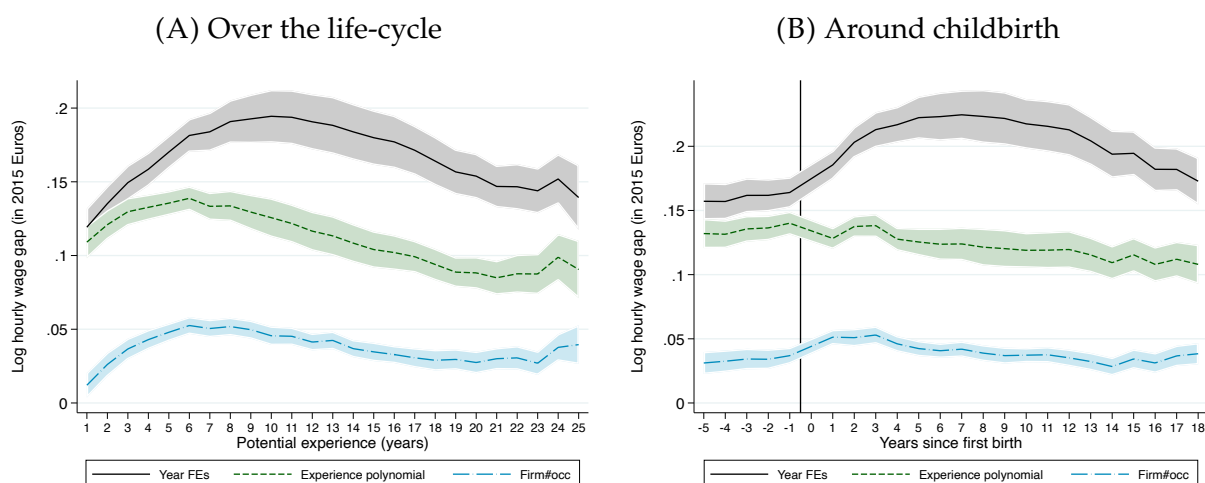 (A) Over the life-cycle
Log hourly wage gap (in 2015 Euros)
.2
.15
.1
.05
0
1 2 3 4 5 6 7 8 9 10 11 12 13 14 15 16 17 18 19 20 21 22 23 24 25
Potential experience (years)
Year FEs Experience polynomial Firm#occ
(B) Around childbirth
Log hourly wage gap (in 2015 Euros)
.2
.15
.1
.05
0
-5 -4 -3 -2 -1 0 1 2 3 4 5 6 7 8 9 10 11 12 13 14 15 16 17 18
Years since first birth
Year FEs Experience polynomial Firm#occ